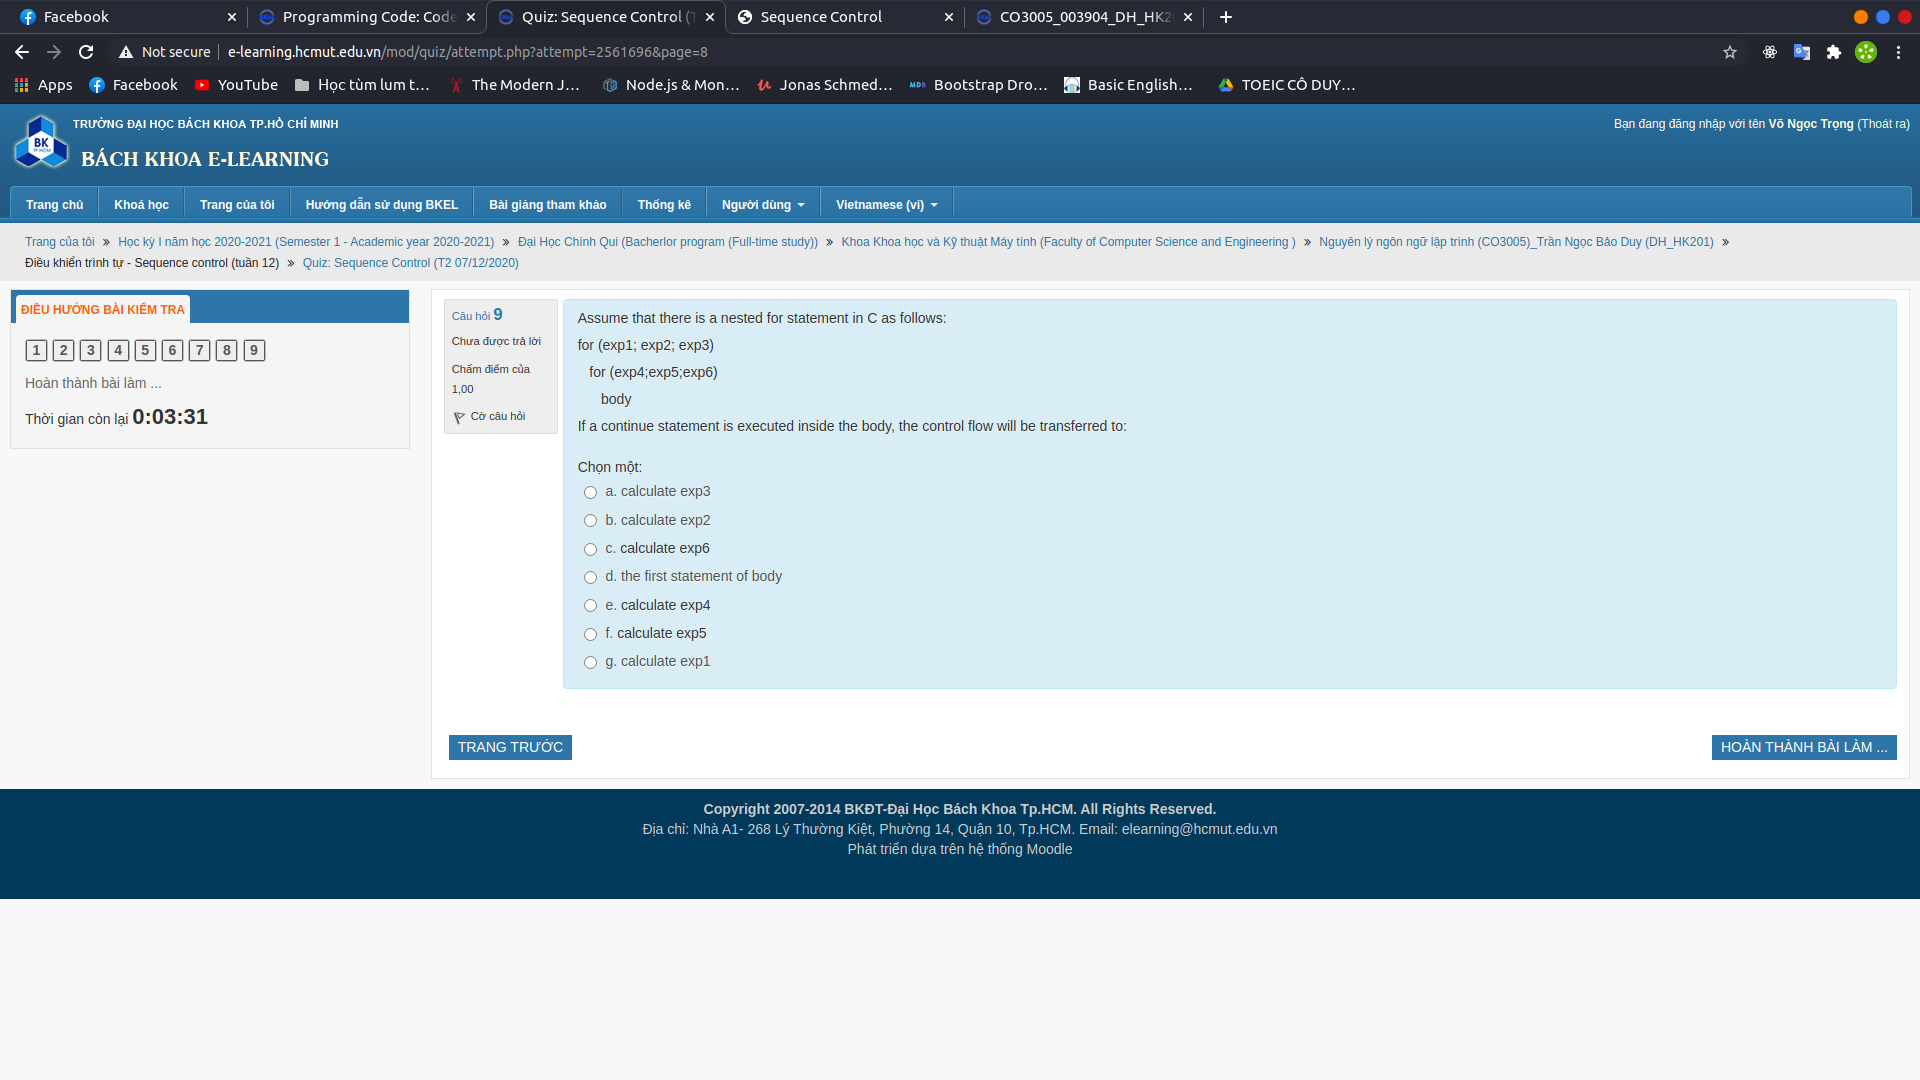 Facebook
Programming Code: Code
Quiz: Sequence Control (T
Sequence Control
CO3005_003904_DH_HK2
Not secure
e-learning.hcmut.edu.vn/mod/quiz/attempt.php?attempt=2561696&page=8
Apps
Facebook
YouTube
Học tùm lum t...
The Modern J...
Node.js & Mon...
Jonas Schmed...
Bootstrap Dro...
Basic English...
TOEIC CÔ DUY...
TRƯỜNG ĐẠI HỌC BÁCH KHOA TP.HỒ CHÍ MINH
BK
TP.HCM
BÁCH KHOA E-LEARNING
Bạn đang đăng nhập với tên Võ Ngọc Trọng (Thoát ra)
Trang chủ
Khoá học
Trang của tôi
Hướng dẫn sử dụng BKEL
Bài giảng tham khảo
Thống kê
Người dùng
Vietnamese (vi)
Trang của tôi » Học kỳ I năm học 2020-2021 (Semester 1 - Academic year 2020-2021) » Đại Học Chính Qui (Bacherlor program (Full-time study)) » Khoa Khoa học và Kỹ thuật Máy tính (Faculty of Computer Science and Engineering ) » Nguyên lý ngôn ngữ lập trình (CO3005)_Trần Ngọc Bảo Duy (DH_HK201) »
Điều khiển trình tự - Sequence control (tuần 12) » Quiz: Sequence Control (T2 07/12/2020)
ĐIỀU HƯỚNG BÀI KIỂM TRA
1 2 3 4 5 6 7 8 9
Hoàn thành bài làm ...
Thời gian còn lại 0:03:31
Câu hỏi 9
Chưa được trả lời
Chấm điểm của
1,00
Cờ câu hỏi
Assume that there is a nested for statement in C as follows:
for (exp1; exp2; exp3)
for (exp4;exp5;exp6)
body
If a continue statement is executed inside the body, the control flow will be transferred to:
Chọn một:
a. calculate exp3
b. calculate exp2
c. calculate exp6
d. the first statement of body
e. calculate exp4
f. calculate exp5
g. calculate exp1
TRANG TRƯỚC
HOÀN THÀNH BÀI LÀM ...
Copyright 2007-2014 BKĐT-Đại Học Bách Khoa Tp.HCM. All Rights Reserved.
Địa chỉ: Nhà A1- 268 Lý Thường Kiệt, Phường 14, Quận 10, Tp.HCM. Email: elearning@hcmut.edu.vn
Phát triển dựa trên hệ thống Moodle